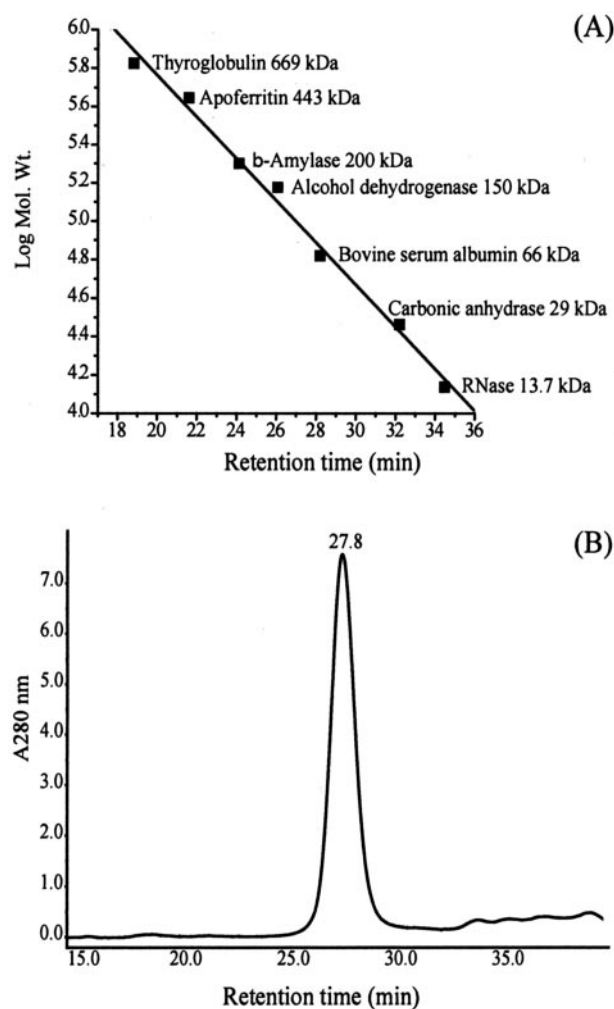 (A)
6.0
5.8
5.6
5.4
5.2
5.0
4.8
4.6
4.4
4.2
4.0
Log Mol. Wt.
Thyroglobulin 669 kDa
Apoferritin 443 kDa
b-Amylase 200 kDa
Alcohol dehydrogenase 150 kDa
Bovine serum albumin 66 kDa
Carbonic anhydrase 29 kDa
RNase 13.7 kDa
18 20 22 24 26 28 30 32 34 36
Retention time (min)
(B)
27.8
7.0
6.0
5.0
4.0
3.0
2.0
1.0
0.0
A280 nm
15.0 20.0 25.0 30.0 35.0
Retention time (min)